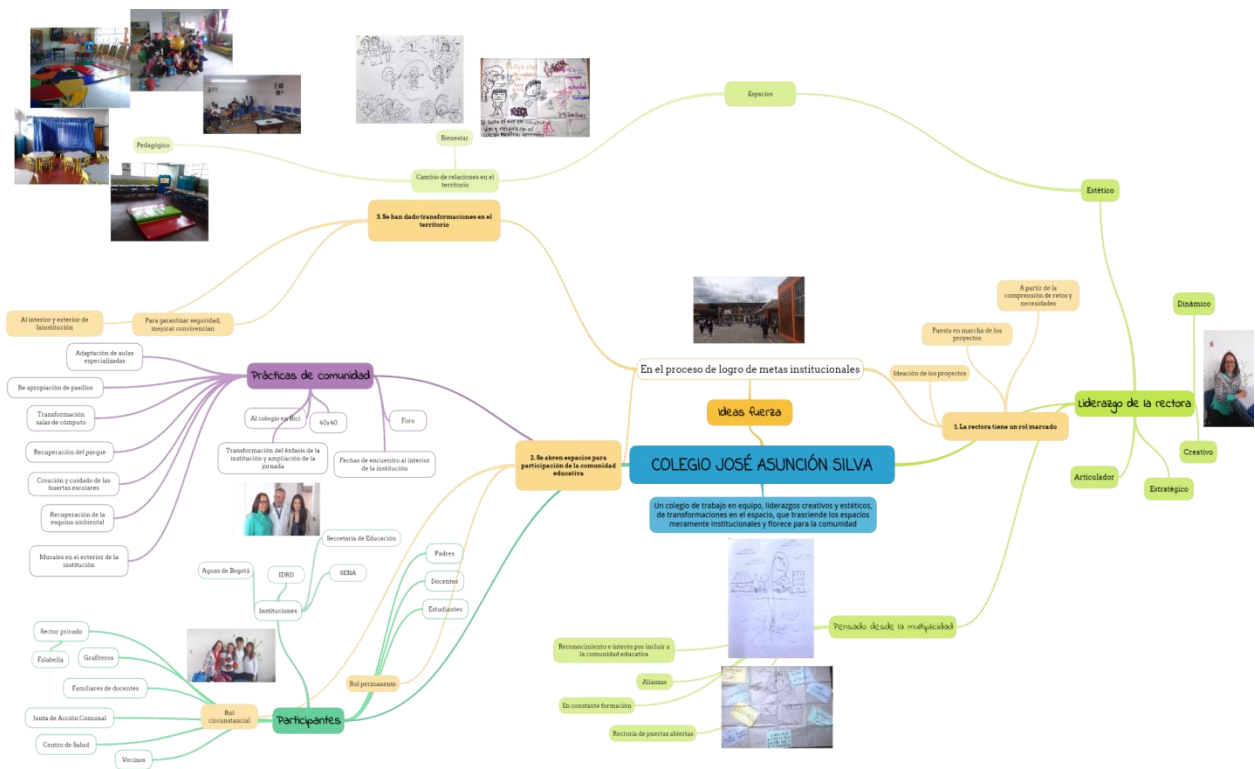 Espacios
Bienestar
Pedagógico
Cambio de relaciones en el
territorio
Estético
3. Se han dado transformaciones en el
territorio
A partir de la
comprensión de retos y
necesidades
Dinámico
Al interior y exterior de
lainstitución
Para garantizar seguridad,
mejorar convivencian
Puesta en marcha de los
proyectos
Adaptación de aulas
especializadas
Prácticas de comunidad
En el proceso de logro de metas institucionales
Ideación de los proyectos
Re apropiación de pasillos
Liderazgo de la rectora
Transformación
salas de cómputo
Al colegio en Bici
40x40
Foro
Ideas fuerza
1. La rectora tiene un rol marcado
Recuperación del parque
Transformación del énfasis de la
institución y ampliación de la
jornada
Fechas de encuentro al interior
de la institución
2. Se abren espacios para
participación de la comunidad
educativa
COLEGIO JOSÉ ASUNCIÓN SILVA
Creativo
Articulador
Estratégico
Creación y cuidado de las
huertas escolares
Un colegio de trabajo en equipo, liderazgos creativos y estéticos,
de transformaciones en el espacio, que trasciende los espacios
meramente institucionales y florece para la comunidad
Recuperación de la
esquina ambiental
Murales en el exterior de la
institución
Secretaría de Educación
Padres
Aguas de Bogotá
IDRD
SENA
Docentes
Instituciones
Estudiantes
Sector privado
Falabella
Grafiteros
Pensado desde la multiplicidad
Reconocimiento e interés por incluir a
la comunidad educativa
Familiares de docentes
Rol permanente
Alianzas
En constante formación
Junta de Acción Comunal
Rol
circunstancial
Participantes
Centro de Salud
Rectoría de puertas abiertas
Vecinos